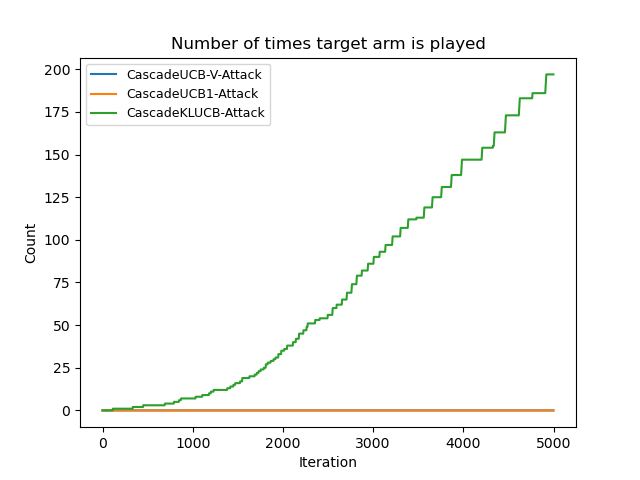 Number of times target arm is played
CascadeUCB-V-Attack
CascadeUCB1-Attack
CascadeKLUCB-Attack
200
175
150
125
100
75
50
25
0
Count
0 1000 2000 3000 4000 5000
Iteration